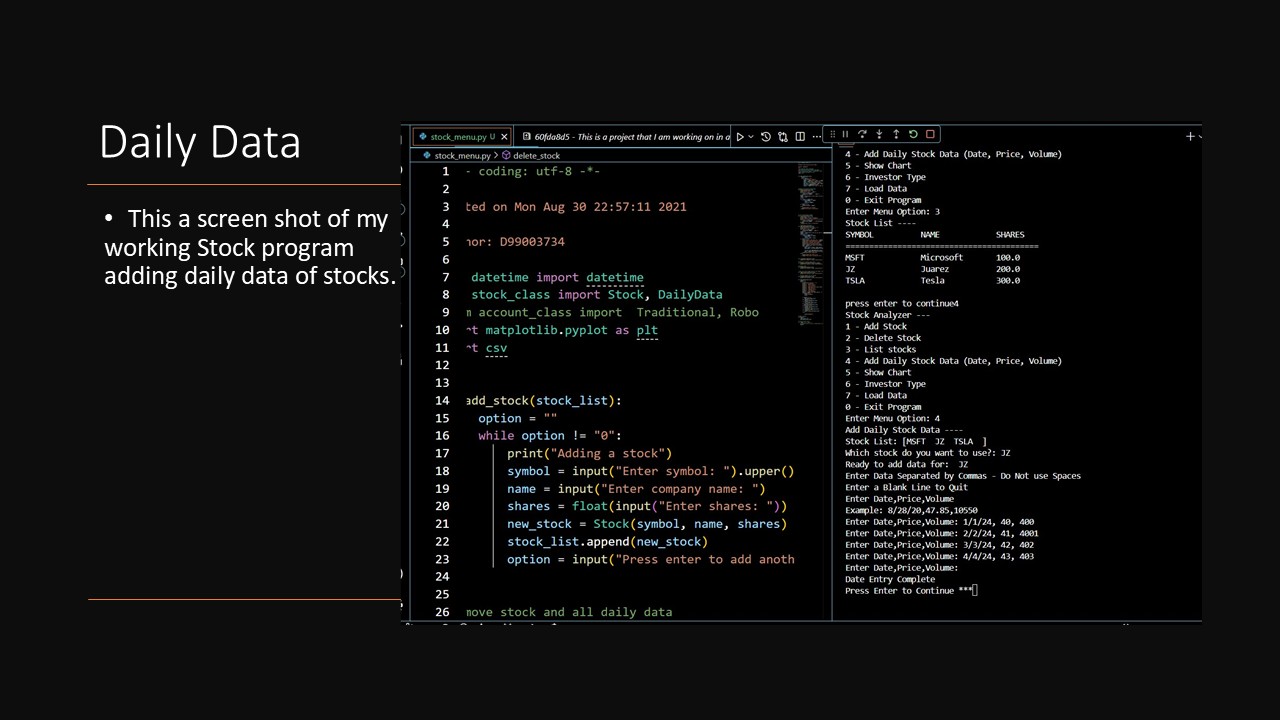 Daily Data
• This a screen shot of my
working Stock program
adding daily data of stocks.
stock_menu.py U
60fda8d5 - This is a project that I am working on in a
stock_menu.py > delete_stock
1 - coding: utf-8 -*-
2
3 ted on Mon Aug 30 22:57:11 2021
4
5 hor: D99003734
6
7 datetime import datetime
8 stock_class import Stock, DailyData
9 m account_class import  Traditional, Robo
10 rt matplotlib.pyplot as plt
11 rt csv
12
13
14 add_stock(stock_list):
15 option = ""
16 while option != "0":
17 print("Adding a stock")
18 symbol = input("Enter symbol: ").upper()
19 name = input("Enter company name: ")
20 shares = float(input("Enter shares: "))
21 new_stock = Stock(symbol, name, shares)
22 stock_list.append(new_stock)
23 option = input("Press enter to add anoth
24
25
26 move stock and all daily data
4 - Add Daily Stock Data (Date, Price, Volume)
5 - Show Chart
6 - Investor Type
7 - Load Data
0 - Exit Program
Enter Menu Option: 3
Stock List ----
SYMBOL NAME SHARES
=========================================
MSFT Microsoft 100.0
JZ Juarez 200.0
TSLA Tesla 300.0
press enter to continue4
Stock Analyzer ---
1 - Add Stock
2 - Delete Stock
3 - List stocks
4 - Add Daily Stock Data (Date, Price, Volume)
5 - Show Chart
6 - Investor Type
7 - Load Data
0 - Exit Program
Enter Menu Option: 4
Add Daily Stock Data ----
Stock List: [MSFT  JZ  TSLA  ]
Which stock do you want to use?: JZ
Ready to add data for:  JZ
Enter Data Separated by Commas - Do Not use Spaces
Enter a Blank Line to Quit
Enter Date,Price,Volume
Example: 8/28/20,47.85,10550
Enter Date,Price,Volume: 1/1/24, 40, 400
Enter Date,Price,Volume: 2/2/24, 41, 4001
Enter Date,Price,Volume: 3/3/24, 42, 402
Enter Date,Price,Volume: 4/4/24, 43, 403
Enter Date,Price,Volume:
Date Entry Complete
Press Enter to Continue ***